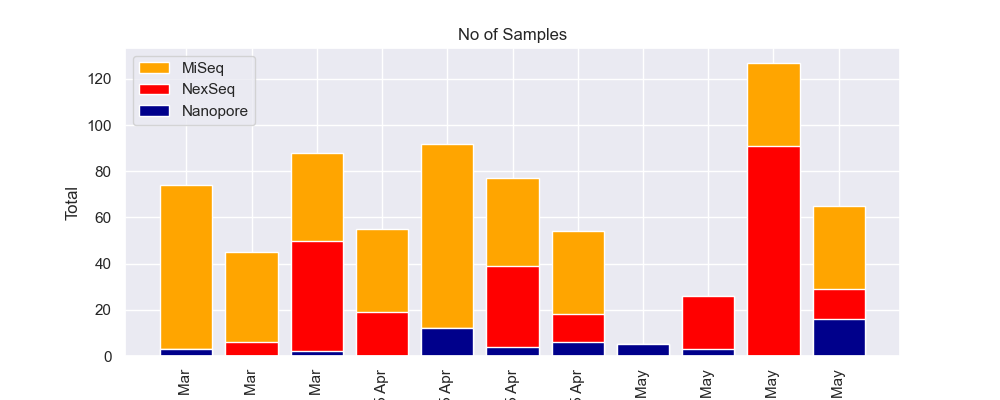 No of Samples
MiSeq
NexSeq
Nanopore
Total
120
100
80
60
40
20
0
Mar
Mar
Mar
Apr
Apr
Apr
Apr
May
May
May
May